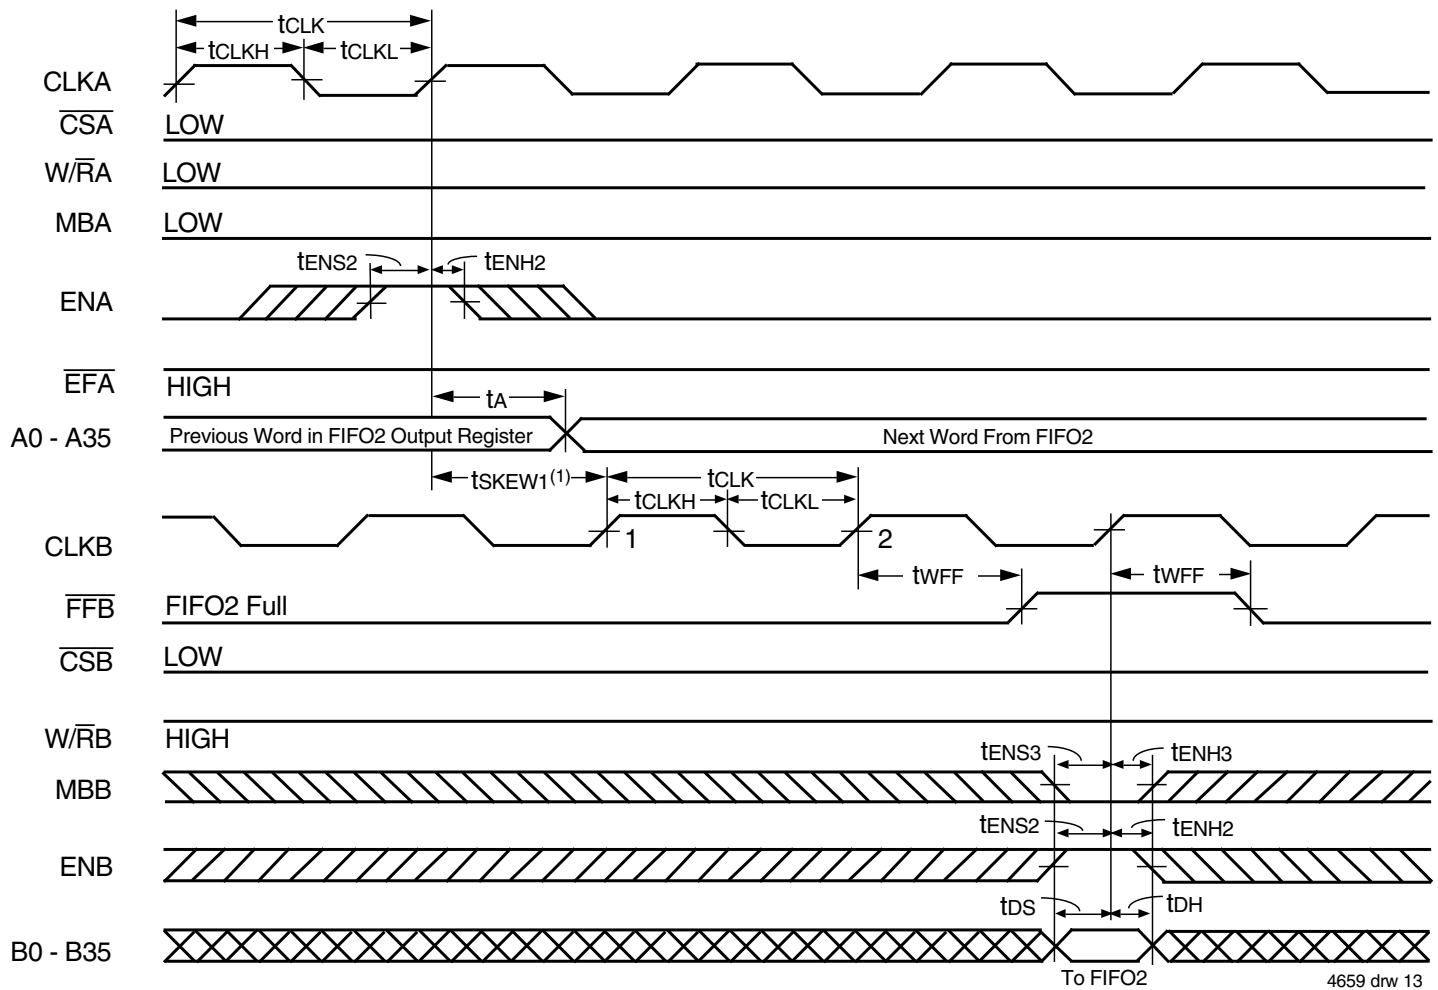 tCLK
tCLKH tCLKL
CLKA
CSA LOW
W/RA LOW
MBA LOW
tENS2 tENH2
ENA
EFA HIGH
tA
A0 - A35 Previous Word in FIFO2 Output Register Next Word From FIFO2
tSKEW1(1) tCLK
tCLKH tCLKL
CLKB 1 2
tWFF tWFF
FFB FIFO2 Full
CSB LOW
W/RB HIGH
tENS3 tENH3
MBB
tENS2 tENH2
ENB
tDS tDH
B0 - B35
To FIFO2
4659 drw 13